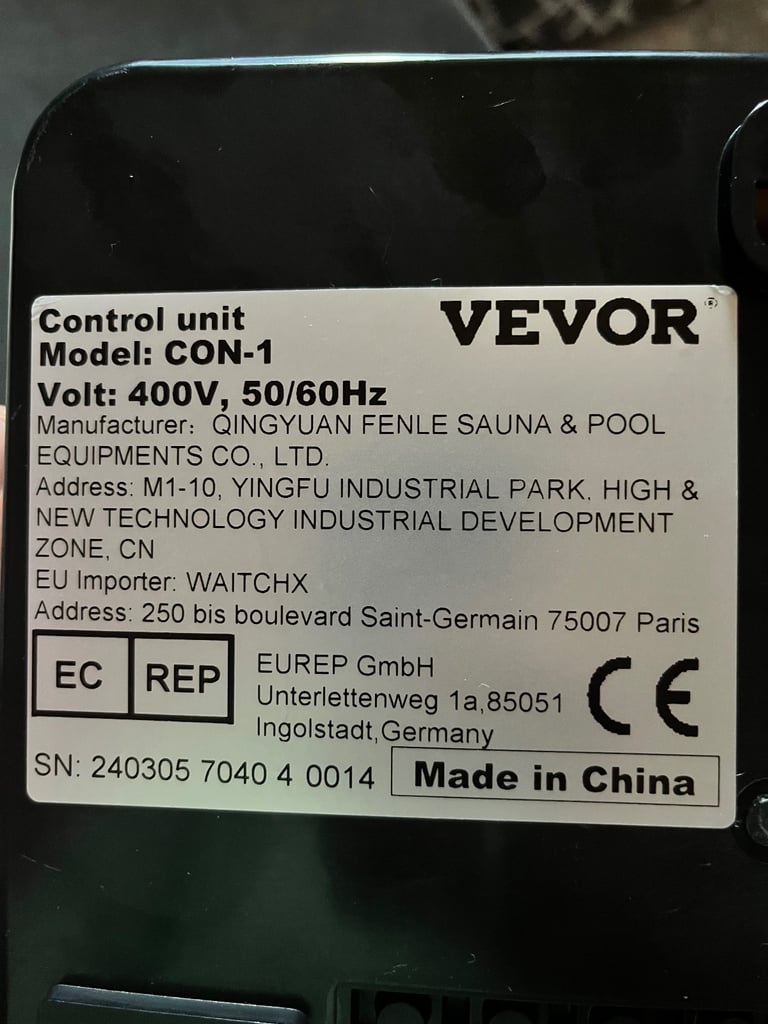 Control unit
VEVOR®
Model: CON-1
Volt: 400V, 50/60Hz
Manufacturer: QINGYUAN FENLE SAUNA & POOL
EQUIPMENTS CO., LTD.
Address: M1-10, YINGFU INDUSTRIAL PARK, HIGH &
NEW TECHNOLOGY INDUSTRIAL DEVELOPMENT
ZONE, CN
EU Importer: WAITCHX
Address: 250 bis boulevard Saint-Germain 75007 Paris
EC REP
EUREP GmbH
Unterlettenweg 1a,85051
Ingolstadt,Germany
CE
SN: 240305 7040 4 0014
Made in China